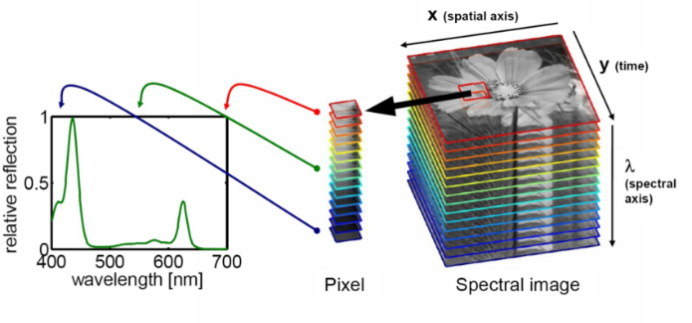 x (spatial axis)
y (time)
λ
(spectral
axis)
relative reflection
1
0.5
0
400 500 600 700
wavelength [nm]
Pixel
Spectral image